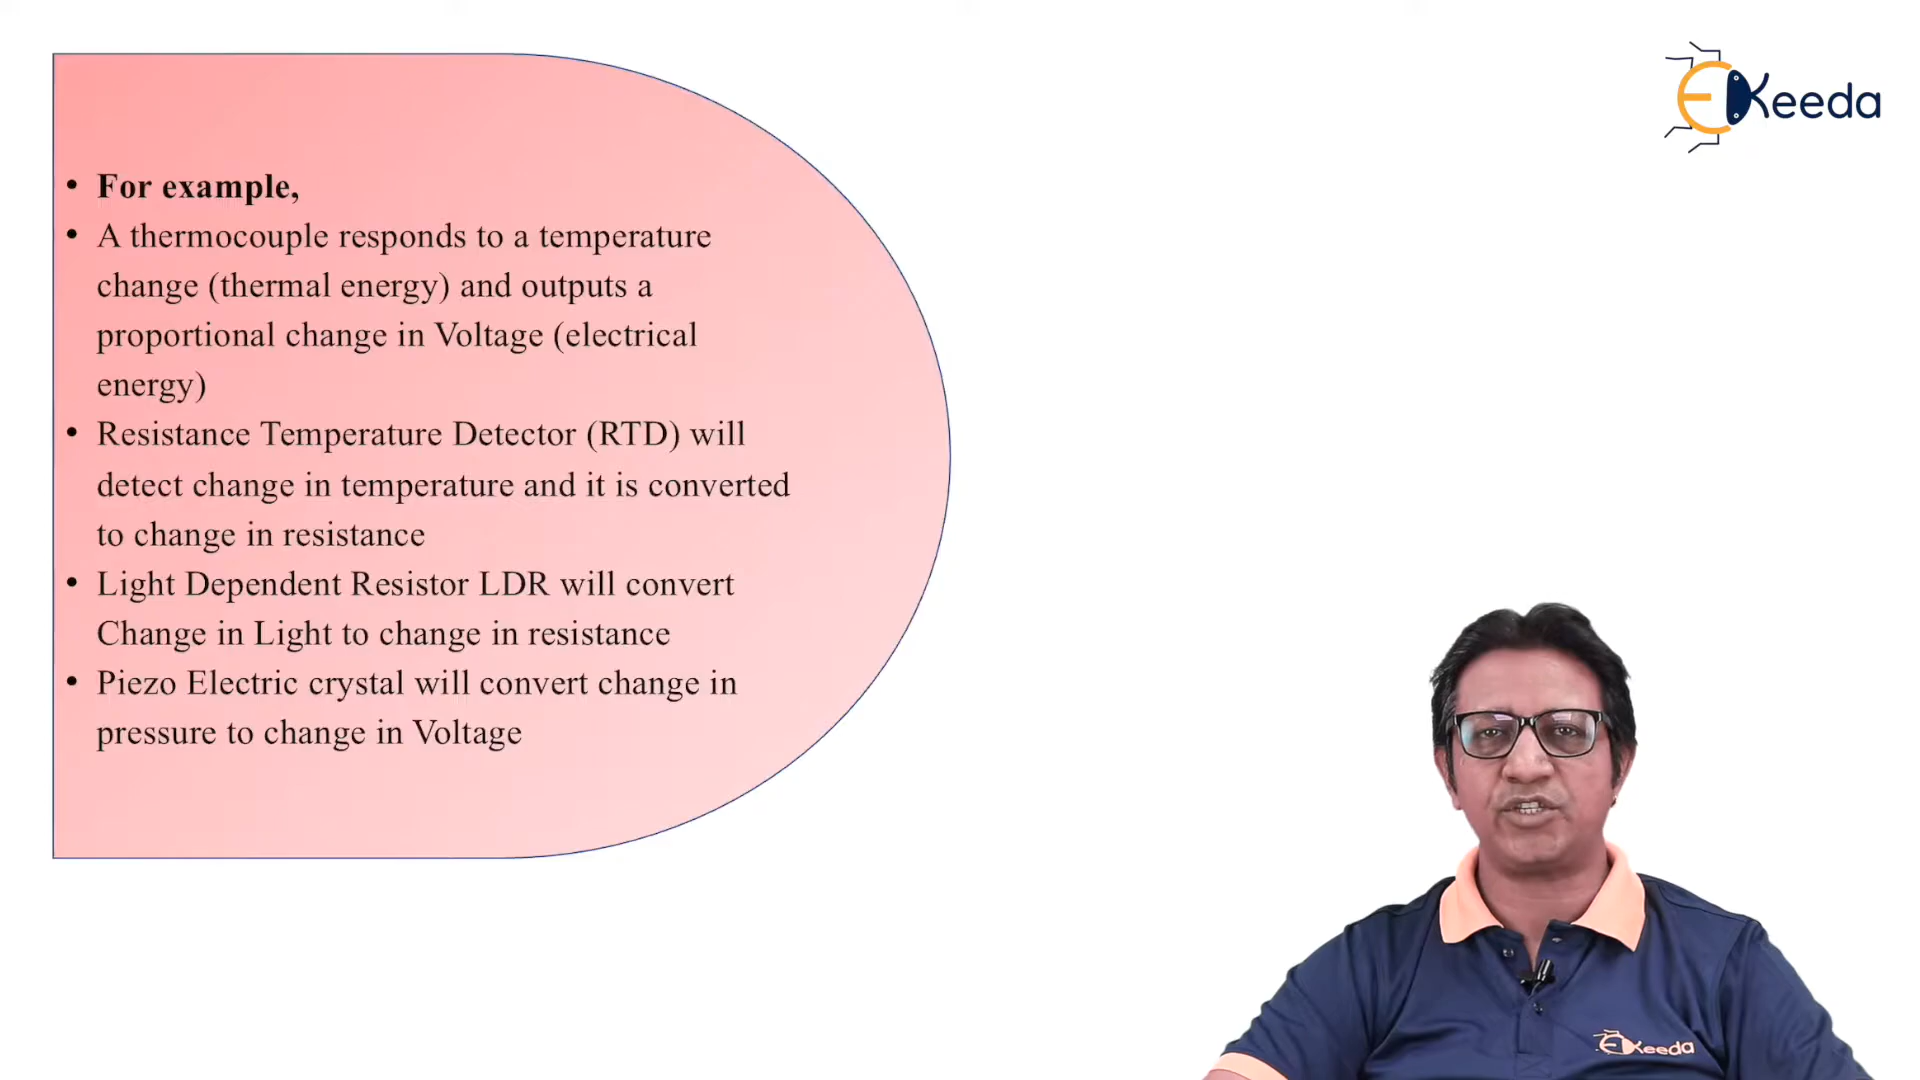 EKeeda
• For example,
• A thermocouple responds to a temperature
change (thermal energy) and outputs a
proportional change in Voltage (electrical
energy)
• Resistance Temperature Detector (RTD) will
detect change in temperature and it is converted
to change in resistance
• Light Dependent Resistor LDR will convert
Change in Light to change in resistance
• Piezo Electric crystal will convert change in
pressure to change in Voltage
EKeeda